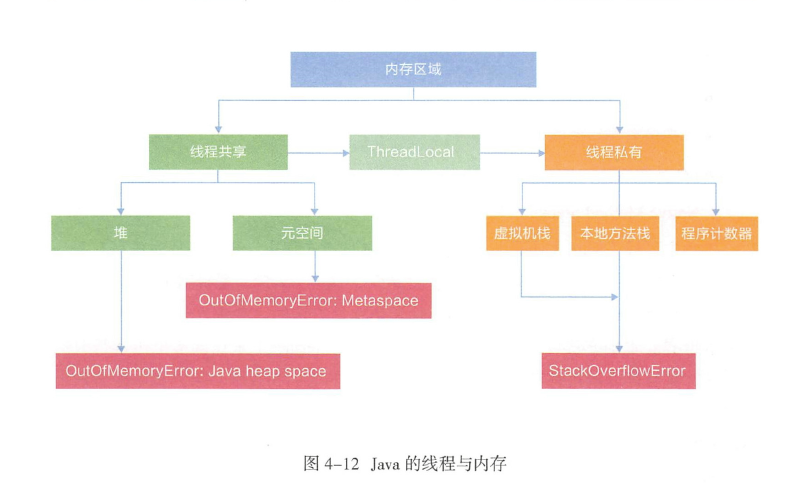 内存区域
线程共享
ThreadLocal
线程私有
堆
元空间
虚拟机栈
本地方法栈
程序计数器
OutOfMemoryError: Metaspace
OutOfMemoryError: Java heap space
StackOverflowError
图 4-12 Java 的线程与内存